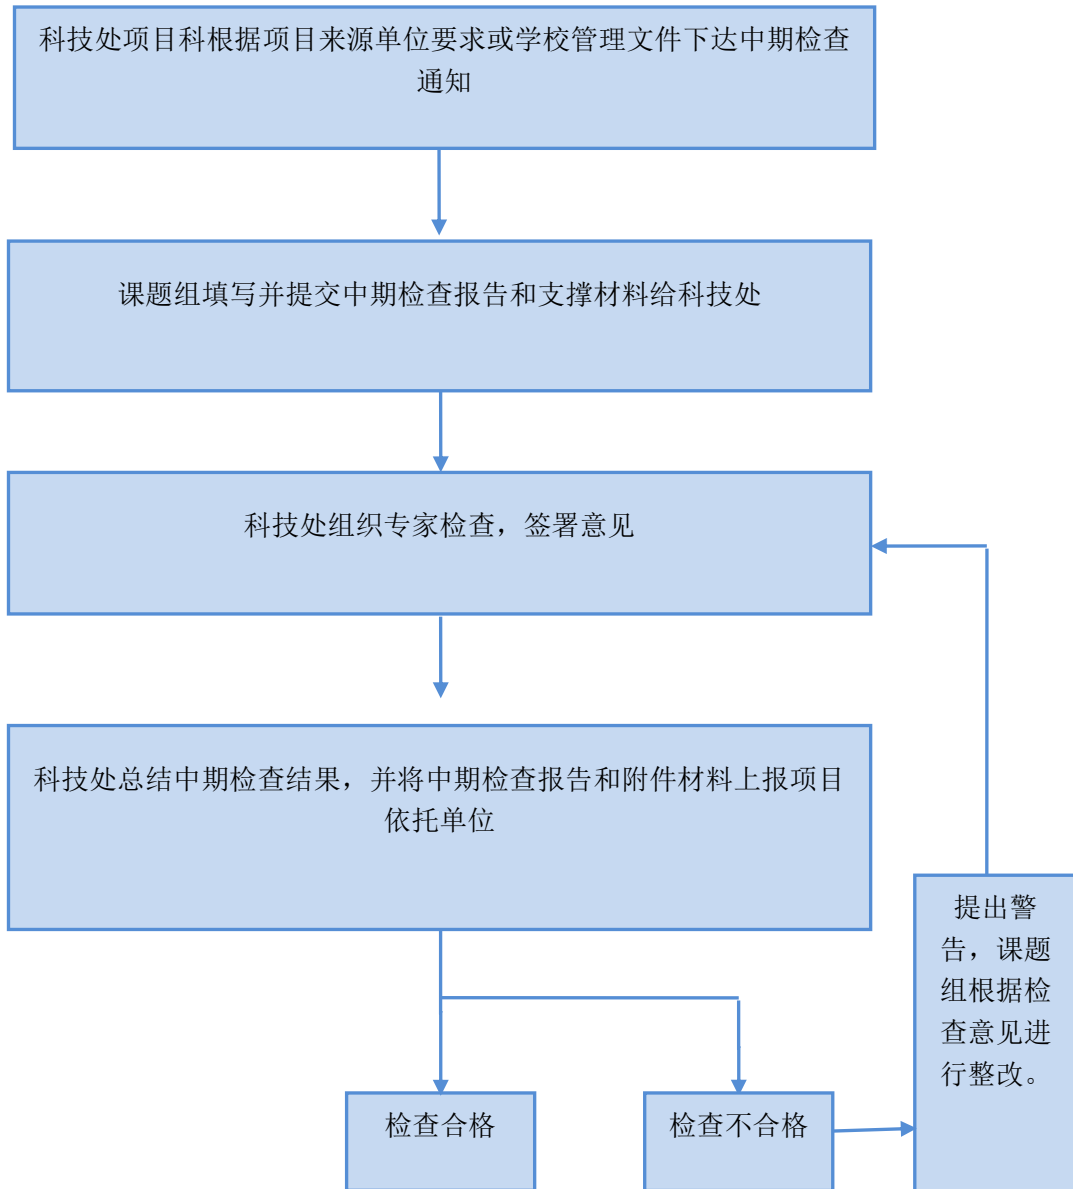 科技处项目科根据项目来源单位要求或学校管理文件下达中期检查
通知
课题组填写并提交中期检查报告和支撑材料给科技处
科技处组织专家检查，签署意见
科技处总结中期检查结果，并将中期检查报告和附件材料上报项目
依托单位
提出警
告，课题
组根据检
查意见进
行整改。
检查合格
检查不合格